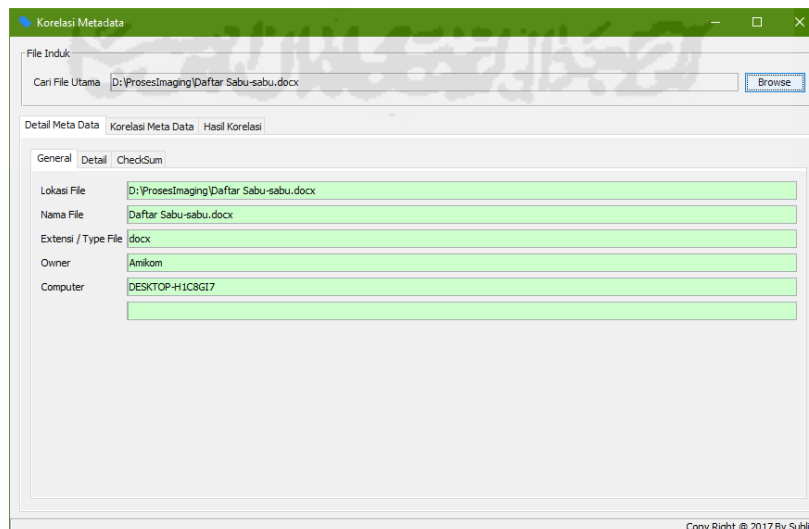 Korelasi Metadata
File Induk
Cari File Utama D:\ProsesImaging\Daftar Sabu-sabu.docx Browse
Detail Meta Data Korelasi Meta Data Hasil Korelasi
General Detail CheckSum
Lokasi File D:\ProsesImaging\Daftar Sabu-sabu.docx
Nama File Daftar Sabu-sabu.docx
Extensi / Type File docx
Owner Amikom
Computer DESKTOP-H1C8GI7
Copy Right @ 2017 By Subli